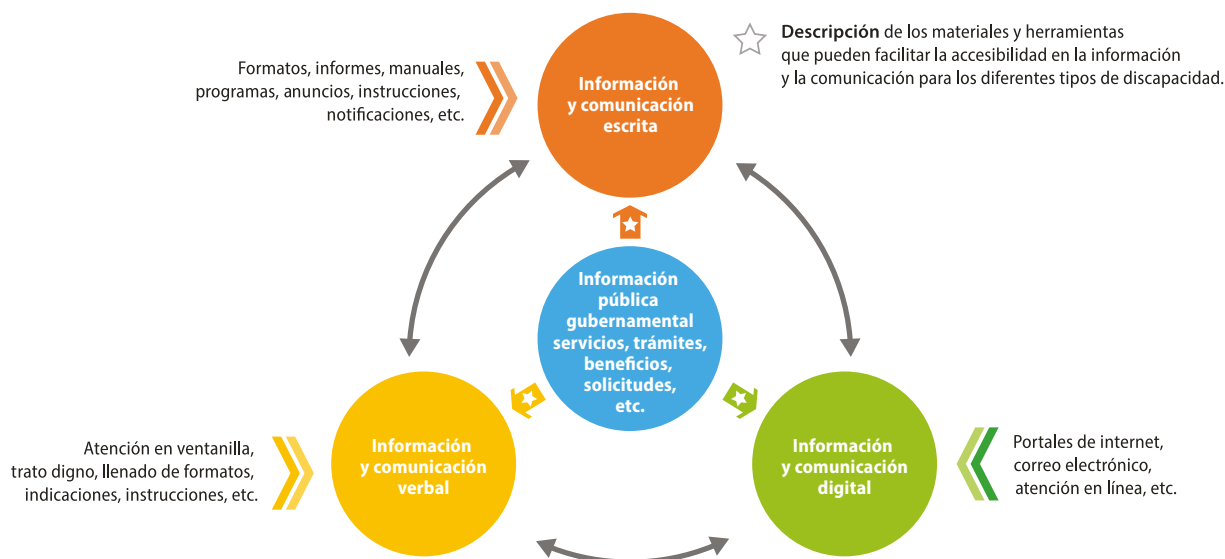 Formatos, informes, manuales,
programas, anuncios, instrucciones,
notificaciones, etc.
Información
y comunicación
escrita
Descripción de los materiales y herramientas
que pueden facilitar la accesibilidad en la información
y la comunicación para los diferentes tipos de discapacidad.
Información
pública
gubernamental
servicios, trámites,
beneficios,
solicitudes,
etc.
Atención en ventanilla,
trato digno, llenado de formatos,
indicaciones, instrucciones, etc.
Información
y comunicación
verbal
Información
y comunicación
digital
Portales de internet,
correo electrónico,
atención en línea, etc.